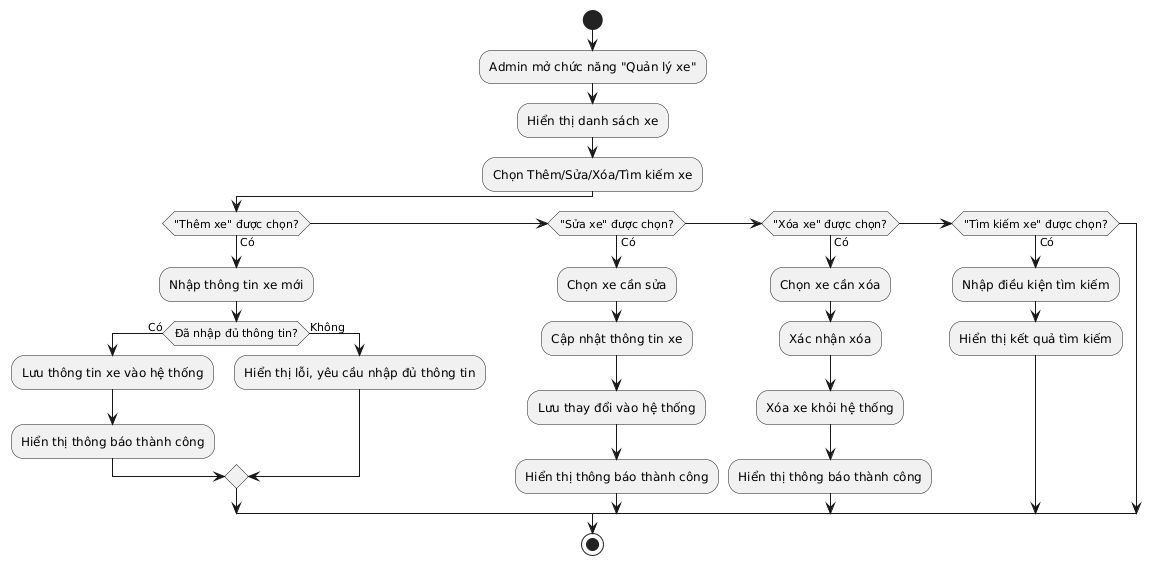 Admin mở chức năng "Quản lý xe"
Hiển thị danh sách xe
Chọn Thêm/Sửa/Xóa/Tìm kiếm xe
"Thêm xe" được chọn?
Có
Nhập thông tin xe mới
Đã nhập đủ thông tin?
Có
Lưu thông tin xe vào hệ thống
Hiển thị thông báo thành công
Không
Hiển thị lỗi, yêu cầu nhập đủ thông tin
"Sửa xe" được chọn?
Có
Chọn xe cần sửa
Cập nhật thông tin xe
Lưu thay đổi vào hệ thống
Hiển thị thông báo thành công
"Xóa xe" được chọn?
Có
Chọn xe cần xóa
Xác nhận xóa
Xóa xe khỏi hệ thống
Hiển thị thông báo thành công
"Tìm kiếm xe" được chọn?
Có
Nhập điều kiện tìm kiếm
Hiển thị kết quả tìm kiếm